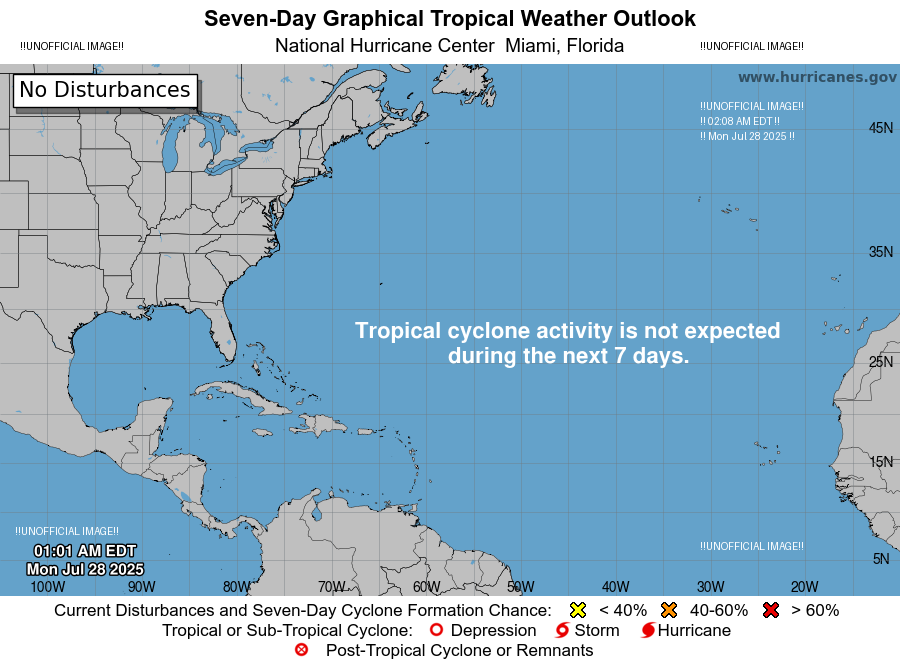 Seven-Day Graphical Tropical Weather Outlook
!!UNOFFICIAL IMAGE!!
National Hurricane Center Miami, Florida
!!UNOFFICIAL IMAGE!!
No Disturbances
www.hurricanes.gov
!!UNOFFICIAL IMAGE!!
!! 02:08 AM EDT !!
!! Mon Jul 28 2025 !!
45N
35N
Tropical cyclone activity is not expected
during the next 7 days.
25N
15N
!!UNOFFICIAL IMAGE!!
01:01 AM EDT
Mon Jul 28 2025
!!UNOFFICIAL IMAGE!!
5N
100W 90W 80W 70W 60W 50W 40W 30W 20W
Current Disturbances and Seven-Day Cyclone Formation Chance: < 40% 40-60% > 60%
Tropical or Sub-Tropical Cyclone: Depression Storm Hurricane
Post-Tropical Cyclone or Remnants